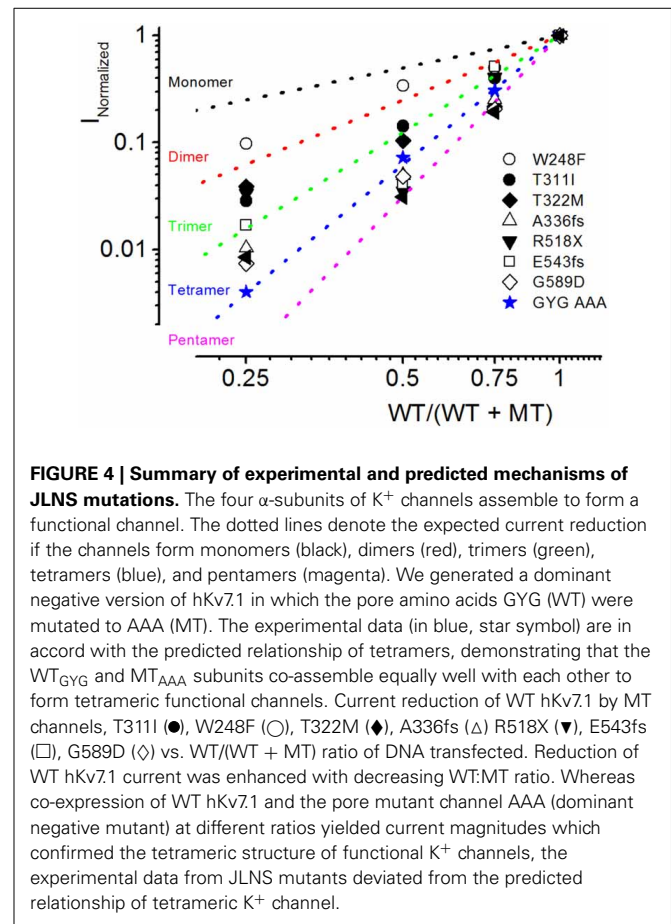 1
0.1
0.01
I Normalized
Monomer
Dimer
Trimer
Tetramer
Pentamer
W248F
T311I
T322M
A336fs
R518X
E543fs
G589D
GYG AAA
0.25
0.5
0.75
1
WT/(WT + MT)
FIGURE 4 | Summary of experimental and predicted mechanisms of
JLNS mutations. The four α-subunits of K⁺ channels assemble to form a
functional channel. The dotted lines denote the expected current reduction
if the channels form monomers (black), dimers (red), trimers (green),
tetramers (blue), and pentamers (magenta). We generated a dominant
negative version of hKv7.1 in which the pore amino acids GYG (WT) were
mutated to AAA (MT). The experimental data (in blue, star symbol) are in
accord with the predicted relationship of tetramers, demonstrating that the
WT_GYG and MT_AAA subunits co-assemble equally well with each other to
form tetrameric functional channels. Current reduction of WT hKv7.1 by MT
channels, T311I (●), W248F (○), T322M (♦), A336fs (△) R518X (▼), E543fs
(□), G589D (◇) vs. WT/(WT + MT) ratio of DNA transfected. Reduction of
WT hKv7.1 current was enhanced with decreasing WT:MT ratio. Whereas
co-expression of WT hKv7.1 and the pore mutant channel AAA (dominant
negative mutant) at different ratios yielded current magnitudes which
confirmed the tetrameric structure of functional K⁺ channels, the
experimental data from JLNS mutants deviated from the predicted
relationship of tetrameric K⁺ channel.